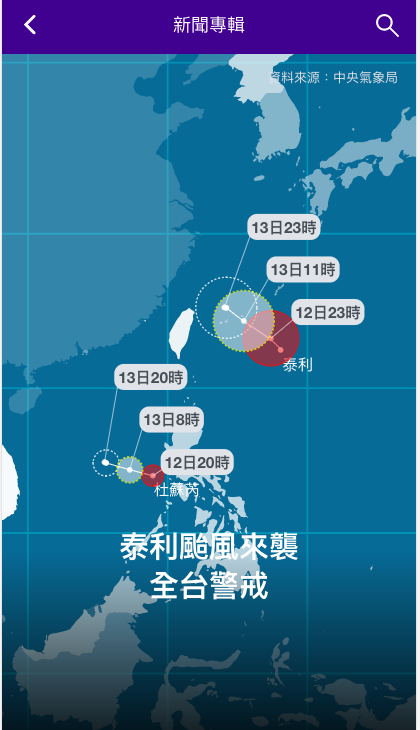 新聞專輯
資料來源：中央氣象局
13日23時
13日11時
12日23時
泰利
13日20時
13日8時
12日20時
杜蘇芮
泰利颱風來襲
全台警戒